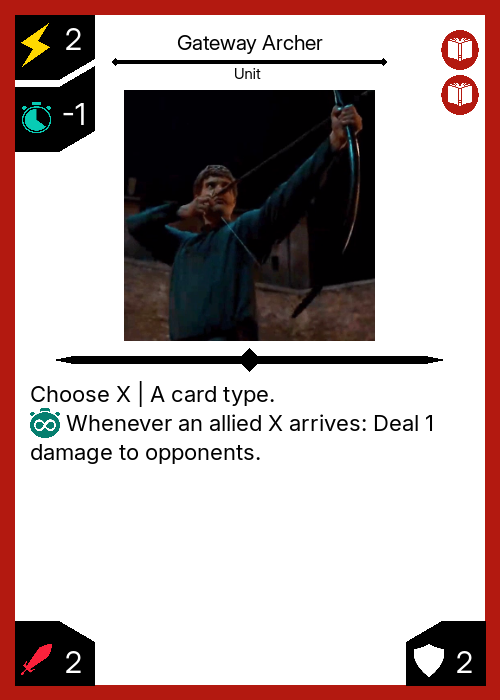 2
Gateway Archer
Unit
-1
Choose X | A card type.
Whenever an allied X arrives: Deal 1
damage to opponents.
2
2